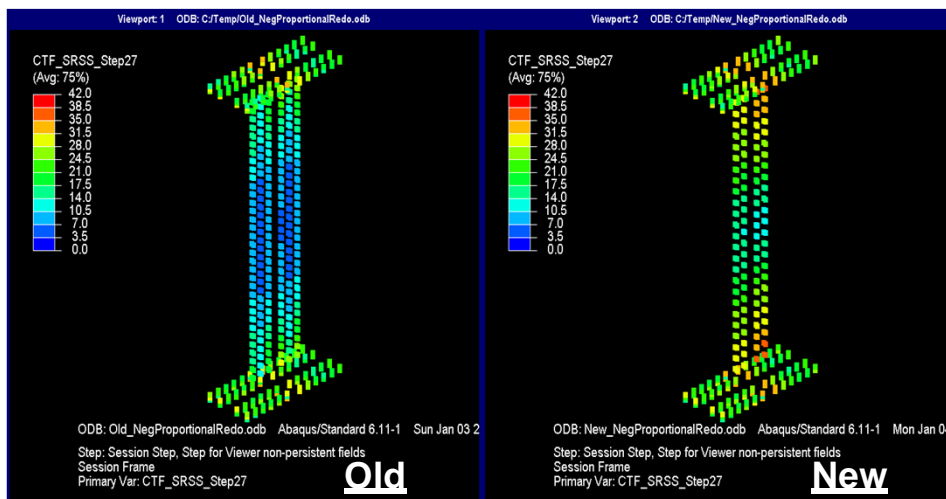 Viewport: 1 ODB: C:/Temp/Old_NegProportionalRedo.odb
CTF_SRSS_Step27
(Avg: 75%)
42.0
38.5
35.0
31.5
28.0
24.5
21.0
17.5
14.0
10.5
7.0
3.5
0.0
ODB: Old_NegProportionalRedo.odb Abaqus/Standard 6.11-1 Sun Jan 03 2
Step: Session Step, Step for Viewer non-persistent fields
Session Frame
Primary Var: CTF_SRSS_Step27
Old
Viewport: 2 ODB: C:/Temp/New_NegProportionalRedo.odb
CTF_SRSS_Step27
(Avg: 75%)
42.0
38.5
35.0
31.5
28.0
24.5
21.0
17.5
14.0
10.5
7.0
3.5
0.0
ODB: New_NegProportionalRedo.odb Abaqus/Standard 6.11-1 Mon Jan 04
Step: Session Step, Step for Viewer non-persistent fields
Session Frame
Primary Var: CTF_SRSS_Step27
New